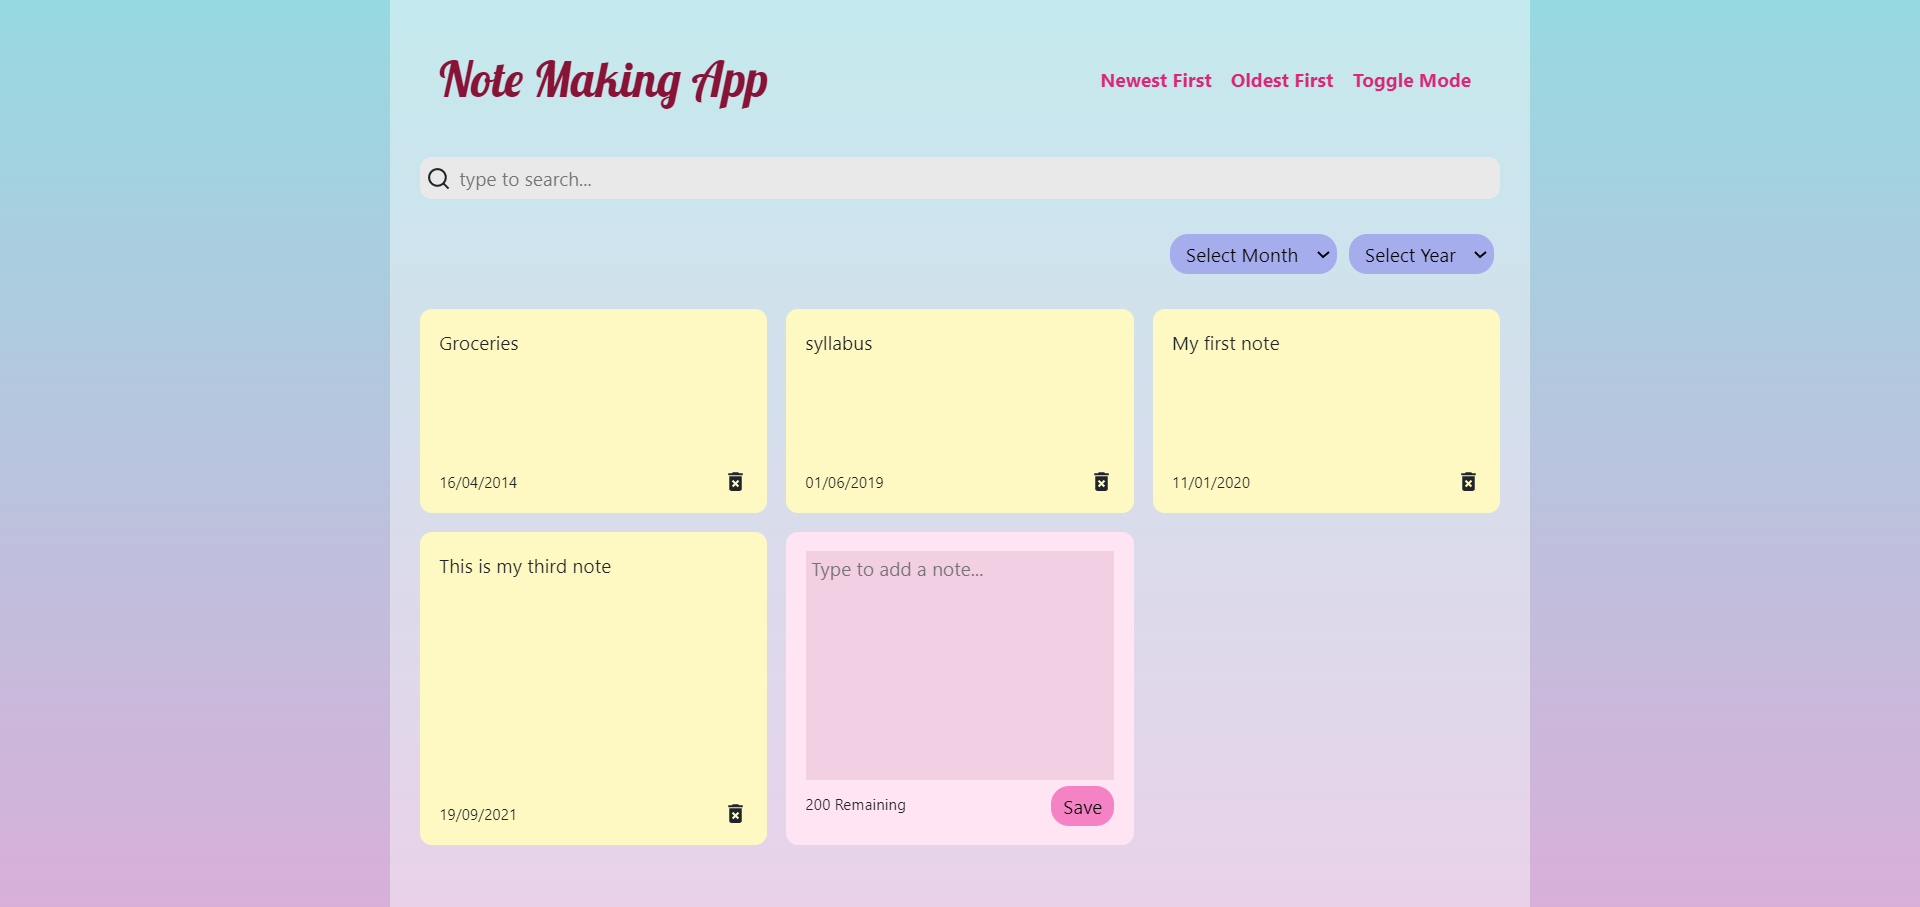 Note Making App
Newest First
Oldest First
Toggle Mode
type to search...
Select Month
Select Year
Groceries
16/04/2014
syllabus
01/06/2019
My first note
11/01/2020
This is my third note
19/09/2021
Type to add a note...
200 Remaining
Save